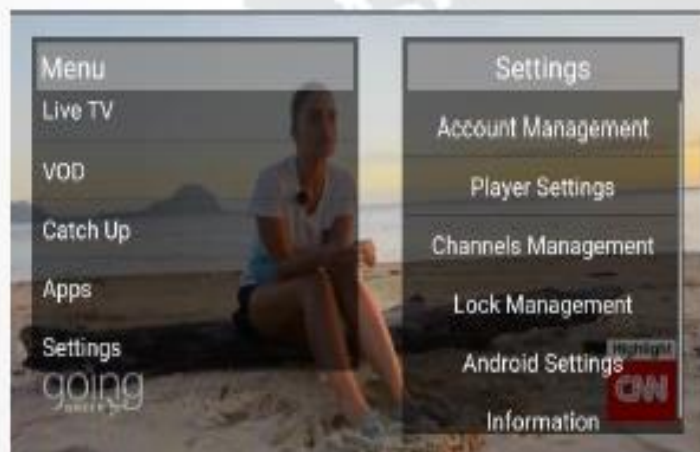 Menu
Live TV
VOD
Catch Up
Apps
Settings
going
GREEN
Settings
Account Management
Player Settings
Channels Management
Lock Management
Android Settings
Information
Highlight
CNN